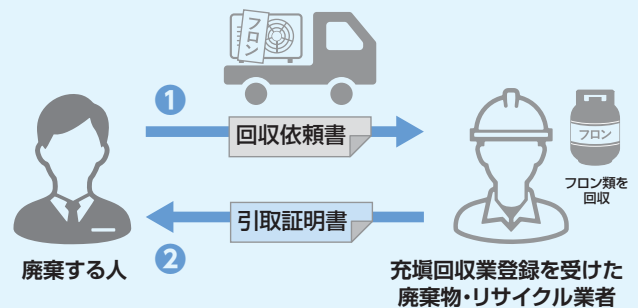 フロン
❶
回収依頼書
フロン
フロン類を
回収
引取証明書
❷
廃棄する人
充塡回収業登録を受けた
廃棄物・リサイクル業者